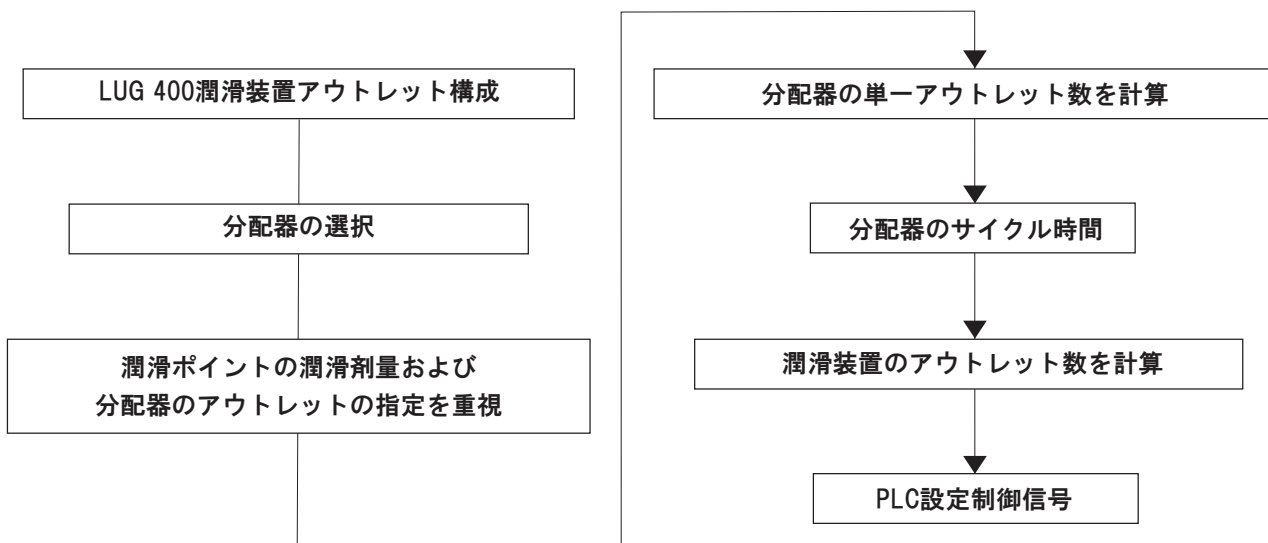 LUG 400潤滑装置アウトレット構成
分配器の選択
潤滑ポイントの潤滑剤量および
分配器のアウトレットの指定を重視
分配器の単一アウトレット数を計算
分配器のサイクル時間
潤滑装置のアウトレット数を計算
PLC設定制御信号